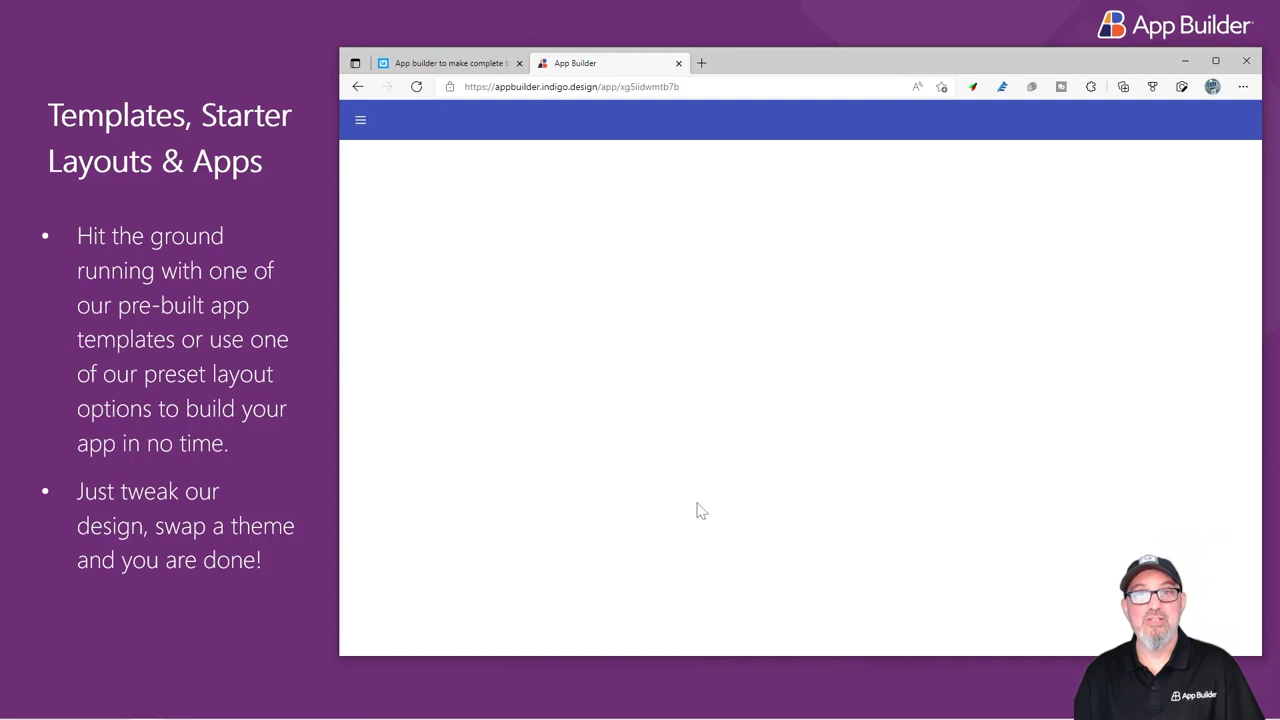 App Builder
Templates, Starter
Layouts & Apps
• Hit the ground
running with one of
our pre-built app
templates or use one
of our preset layout
options to build your
app in no time.
• Just tweak our
design, swap a theme
and you are done!
App builder to make complete b
App Builder
https://appbuilder.indigo.design/app/xg5iidwmtb7b
App Builder